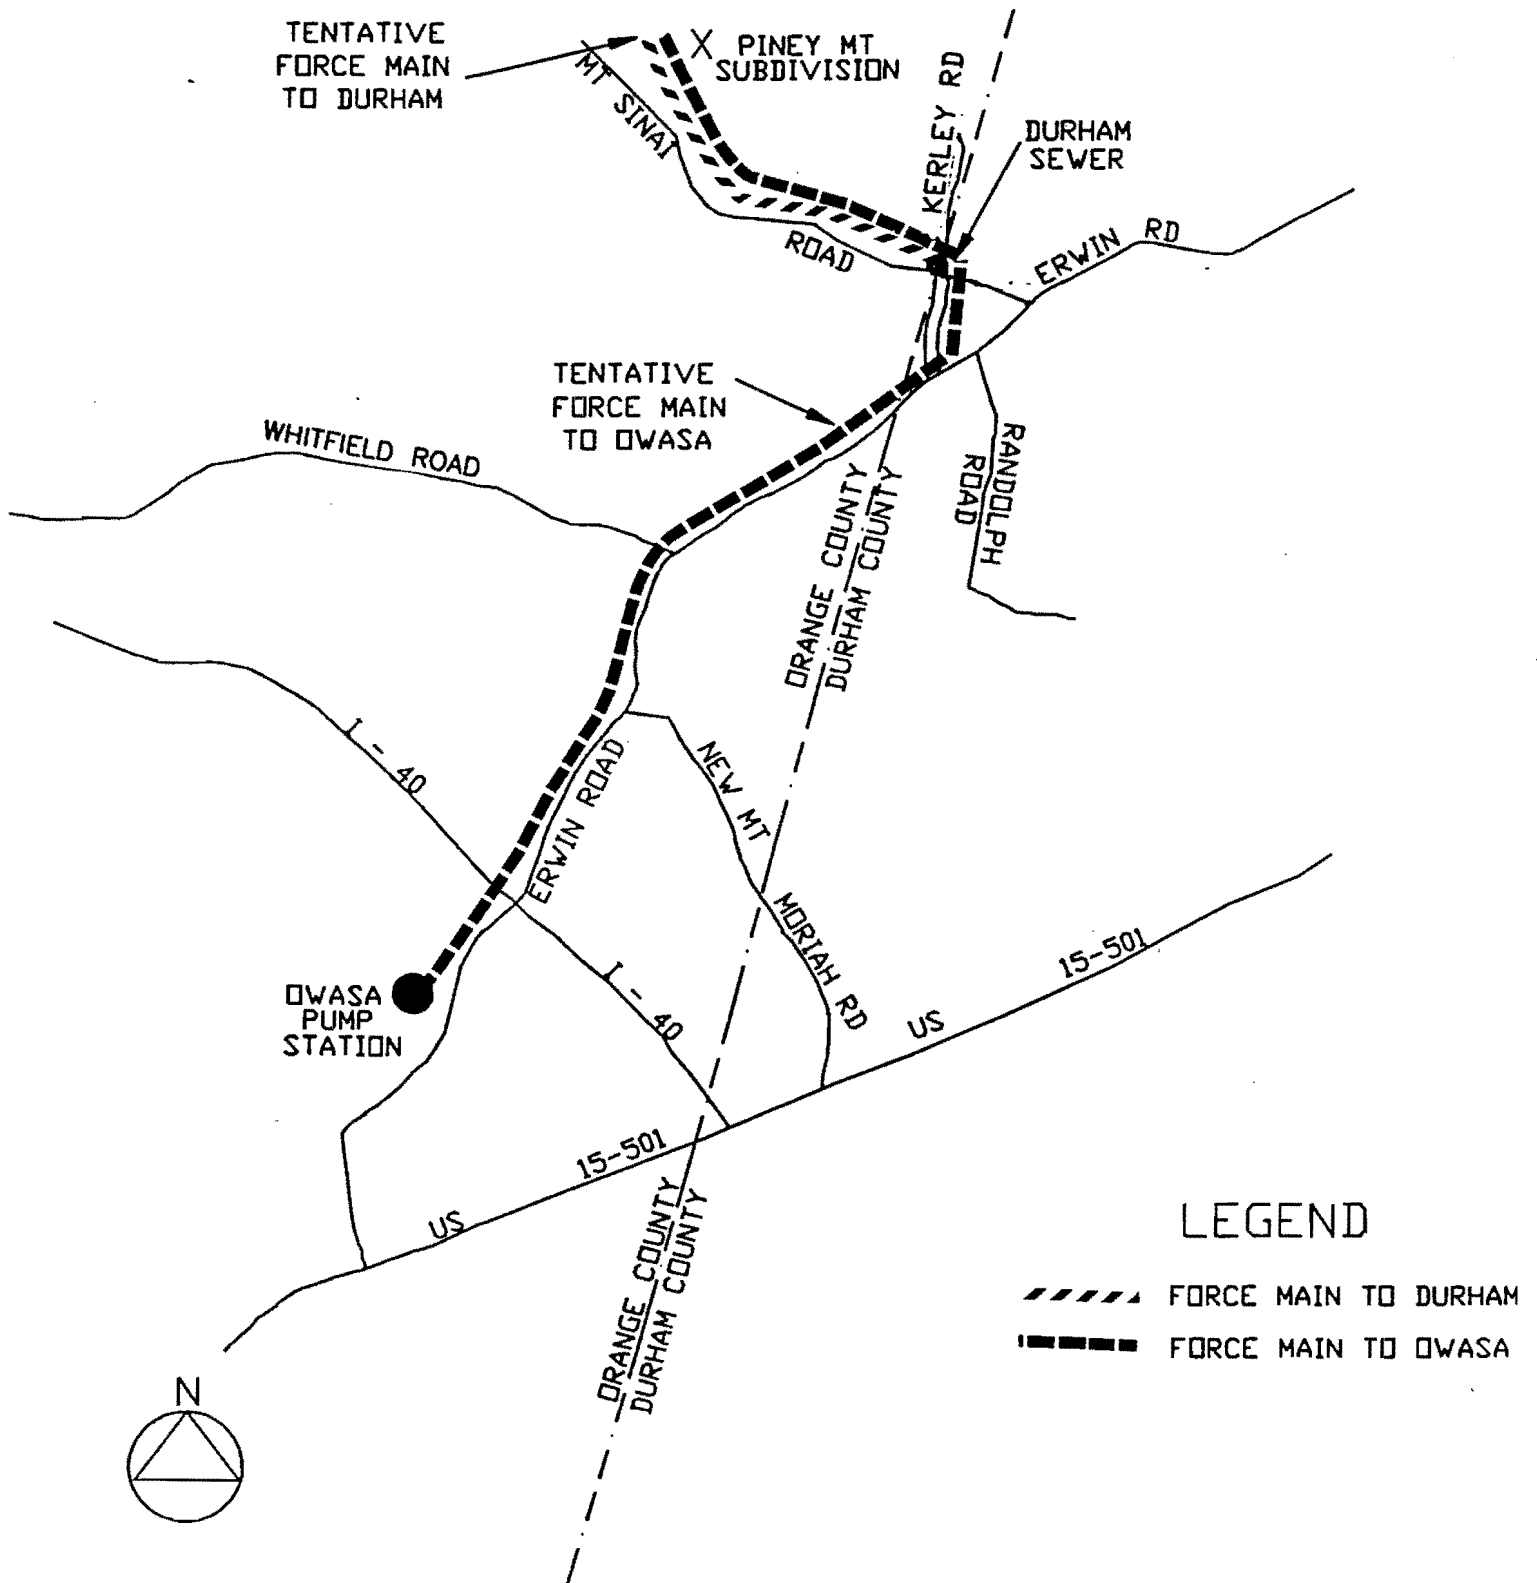 TENTATIVE
FORCE MAIN
TO DURHAM
X PINEY MT
SUBDIVISION
MT SINAI
ROAD
KERLEY RD
DURHAM
SEWER
ERWIN RD
TENTATIVE
FORCE MAIN
TO OWASA
WHITFIELD ROAD
RANDOLPH
ROAD
ORANGE COUNTY
DURHAM COUNTY
I - 40
NEW MT
MORIAH RD
ERWIN ROAD
OWASA
PUMP
STATION
I - 40
US 15-501
US 15-501
ORANGE COUNTY
DURHAM COUNTY
LEGEND
FORCE MAIN TO DURHAM
FORCE MAIN TO OWASA
N